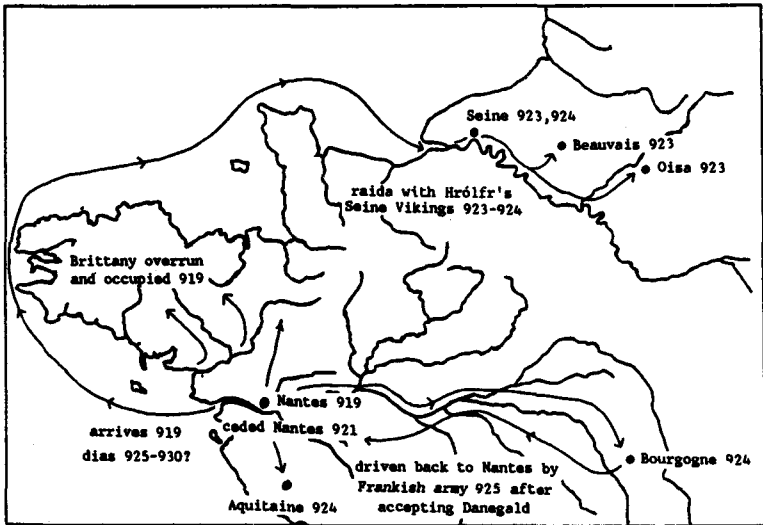 Seine 923,924
Beauvais 923
Oisa 923
raida with Hrólfr's
Seine Vikings 923-924
Brittany overrun
and occupied 919
Nantes 919
arrives 919
ceded Nantes 921
dias 925-930?
driven back to Nantes by
Frankish army 925 after
accepting Danegald
Bourgogne 924
Aquitaine 924